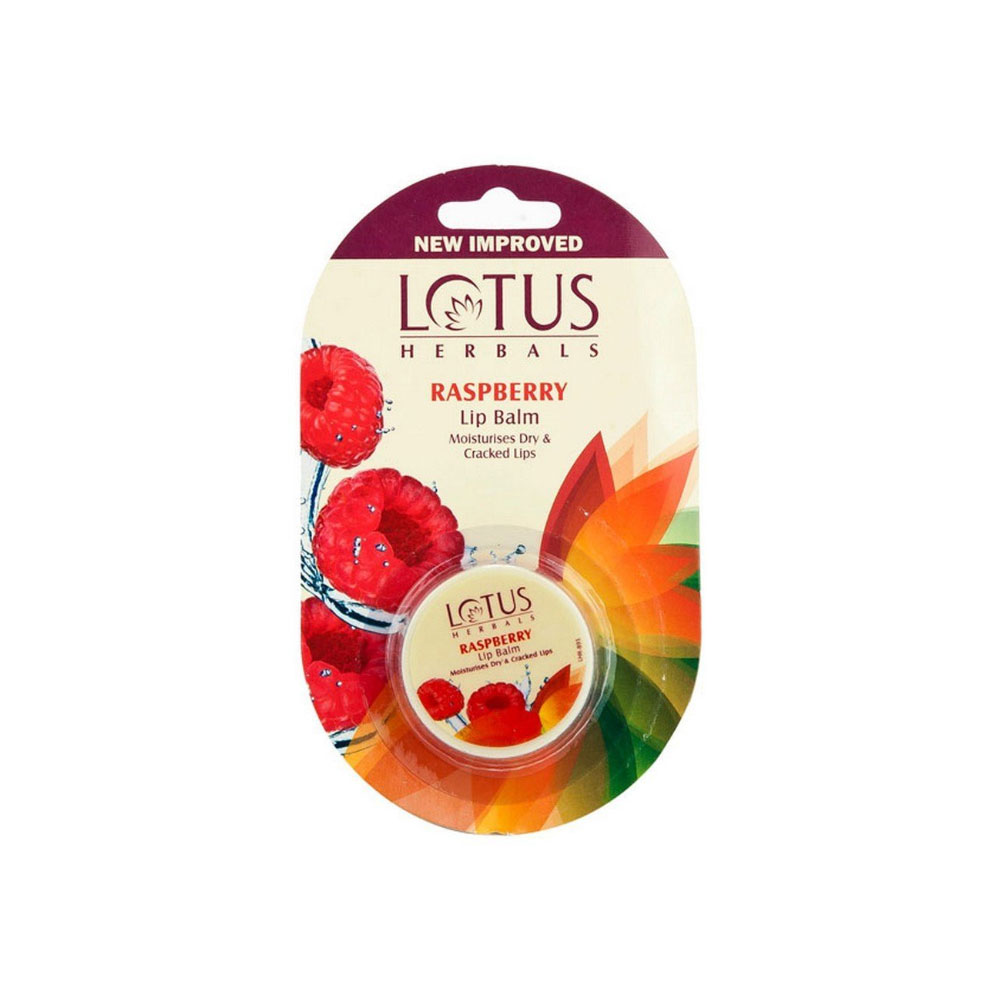 NEW IMPROVED
LOTUS
HERBALS
RASPBERRY
Lip Balm
Moisturises Dry &
Cracked Lips
LOTUS
HERBALS
RASPBERRY
Lip Balm
Moisturises Dry & Cracked Lips